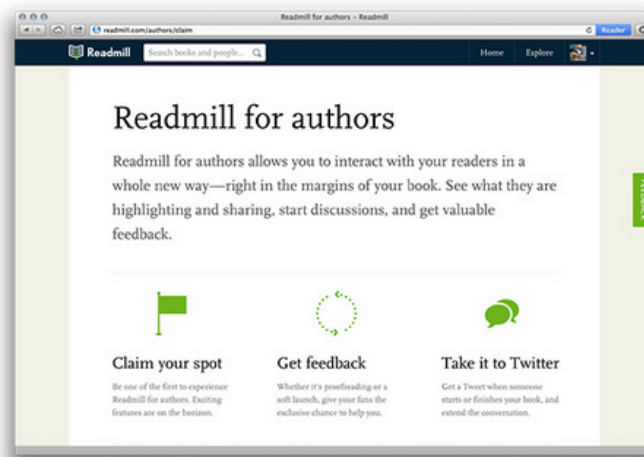 Readmill for authors – Readmill
readmill.com/authors/claim
Reader
Readmill
Search books and people...
Home
Explore
Readmill for authors
Readmill for authors allows you to interact with your readers in a
whole new way—right in the margins of your book. See what they are
highlighting and sharing, start discussions, and get valuable
feedback.
FEEDBACK
Claim your spot
Be one of the first to experience
Readmill for authors. Exciting
features are on the horizon.
Get feedback
Whether it's proofreading or a
soft launch, give your fans the
exclusive chance to help you.
Take it to Twitter
Get a Tweet when someone
starts or finishes your book, and
extend the conversation.